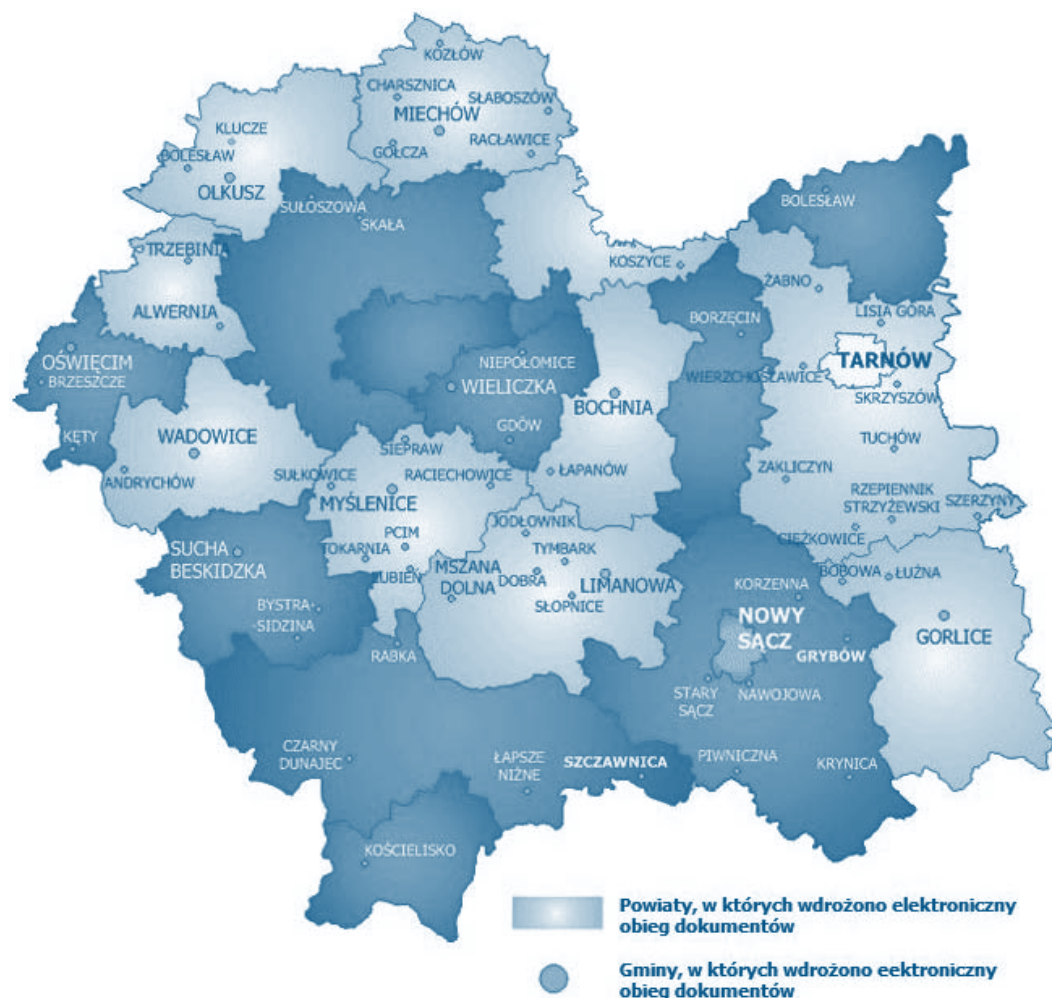 KOZŁÓW
CHARSZNICA
SŁABOSZÓW
MIECHÓW
KLUCZE
RACŁAWICE
GOŁCZA
BOLESŁAW
OLKUSZ
BOLESŁAW
SUŁOSZOWA
SKAŁA
TRZEBINIA
KOSZYCE
ŻABNO
ALWERNIA
BORZĘCIN
LISIA GÓRA
OŚWIĘCIM
BRZESZCZE
NIEPÓŁOMICE
WIERZCHOSŁAWICE
TARNÓW
WIELICZKA
SKRZYSZÓW
BOCHNIA
KĘTY
WADOWICE
GDÓW
SIEPRAW
TUCHÓW
ANDRYCHÓW
SUŁKOWICE
RACIECHOWICE
ŁAPANÓW
ZAKLICZYN
MYŚLENICE
RZEPIENNIK
STRZYŻEWSKI
SZERZYNY
JODŁOWNIK
PCIM
CIĘŻKOWICE
SUCHA
BESKIDZKA
TOKARNIA
TYMBARK
MSZANA
DOLNA
LUBIEŃ
DOBRA
LIMANOWA
BOBOWA
ŁUŻNA
KORZENNA
BYSTRA-
-SIDZINA
SŁOPNICE
NOWY
SĄCZ
GORLICE
RABKA
GRYBÓW
STARY
SĄCZ
NAWOJOWA
CZARNY
DUNAJEC
ŁAPSZE
NIŻNE
SZCZAWNICA
PIWNICZNA
KRYNICA
KOŚCIELISKO
Powiaty, w których wdrożono elektroniczny
obieg dokumentów
Gminy, w których wdrożono eektroniczny
obieg dokumentów